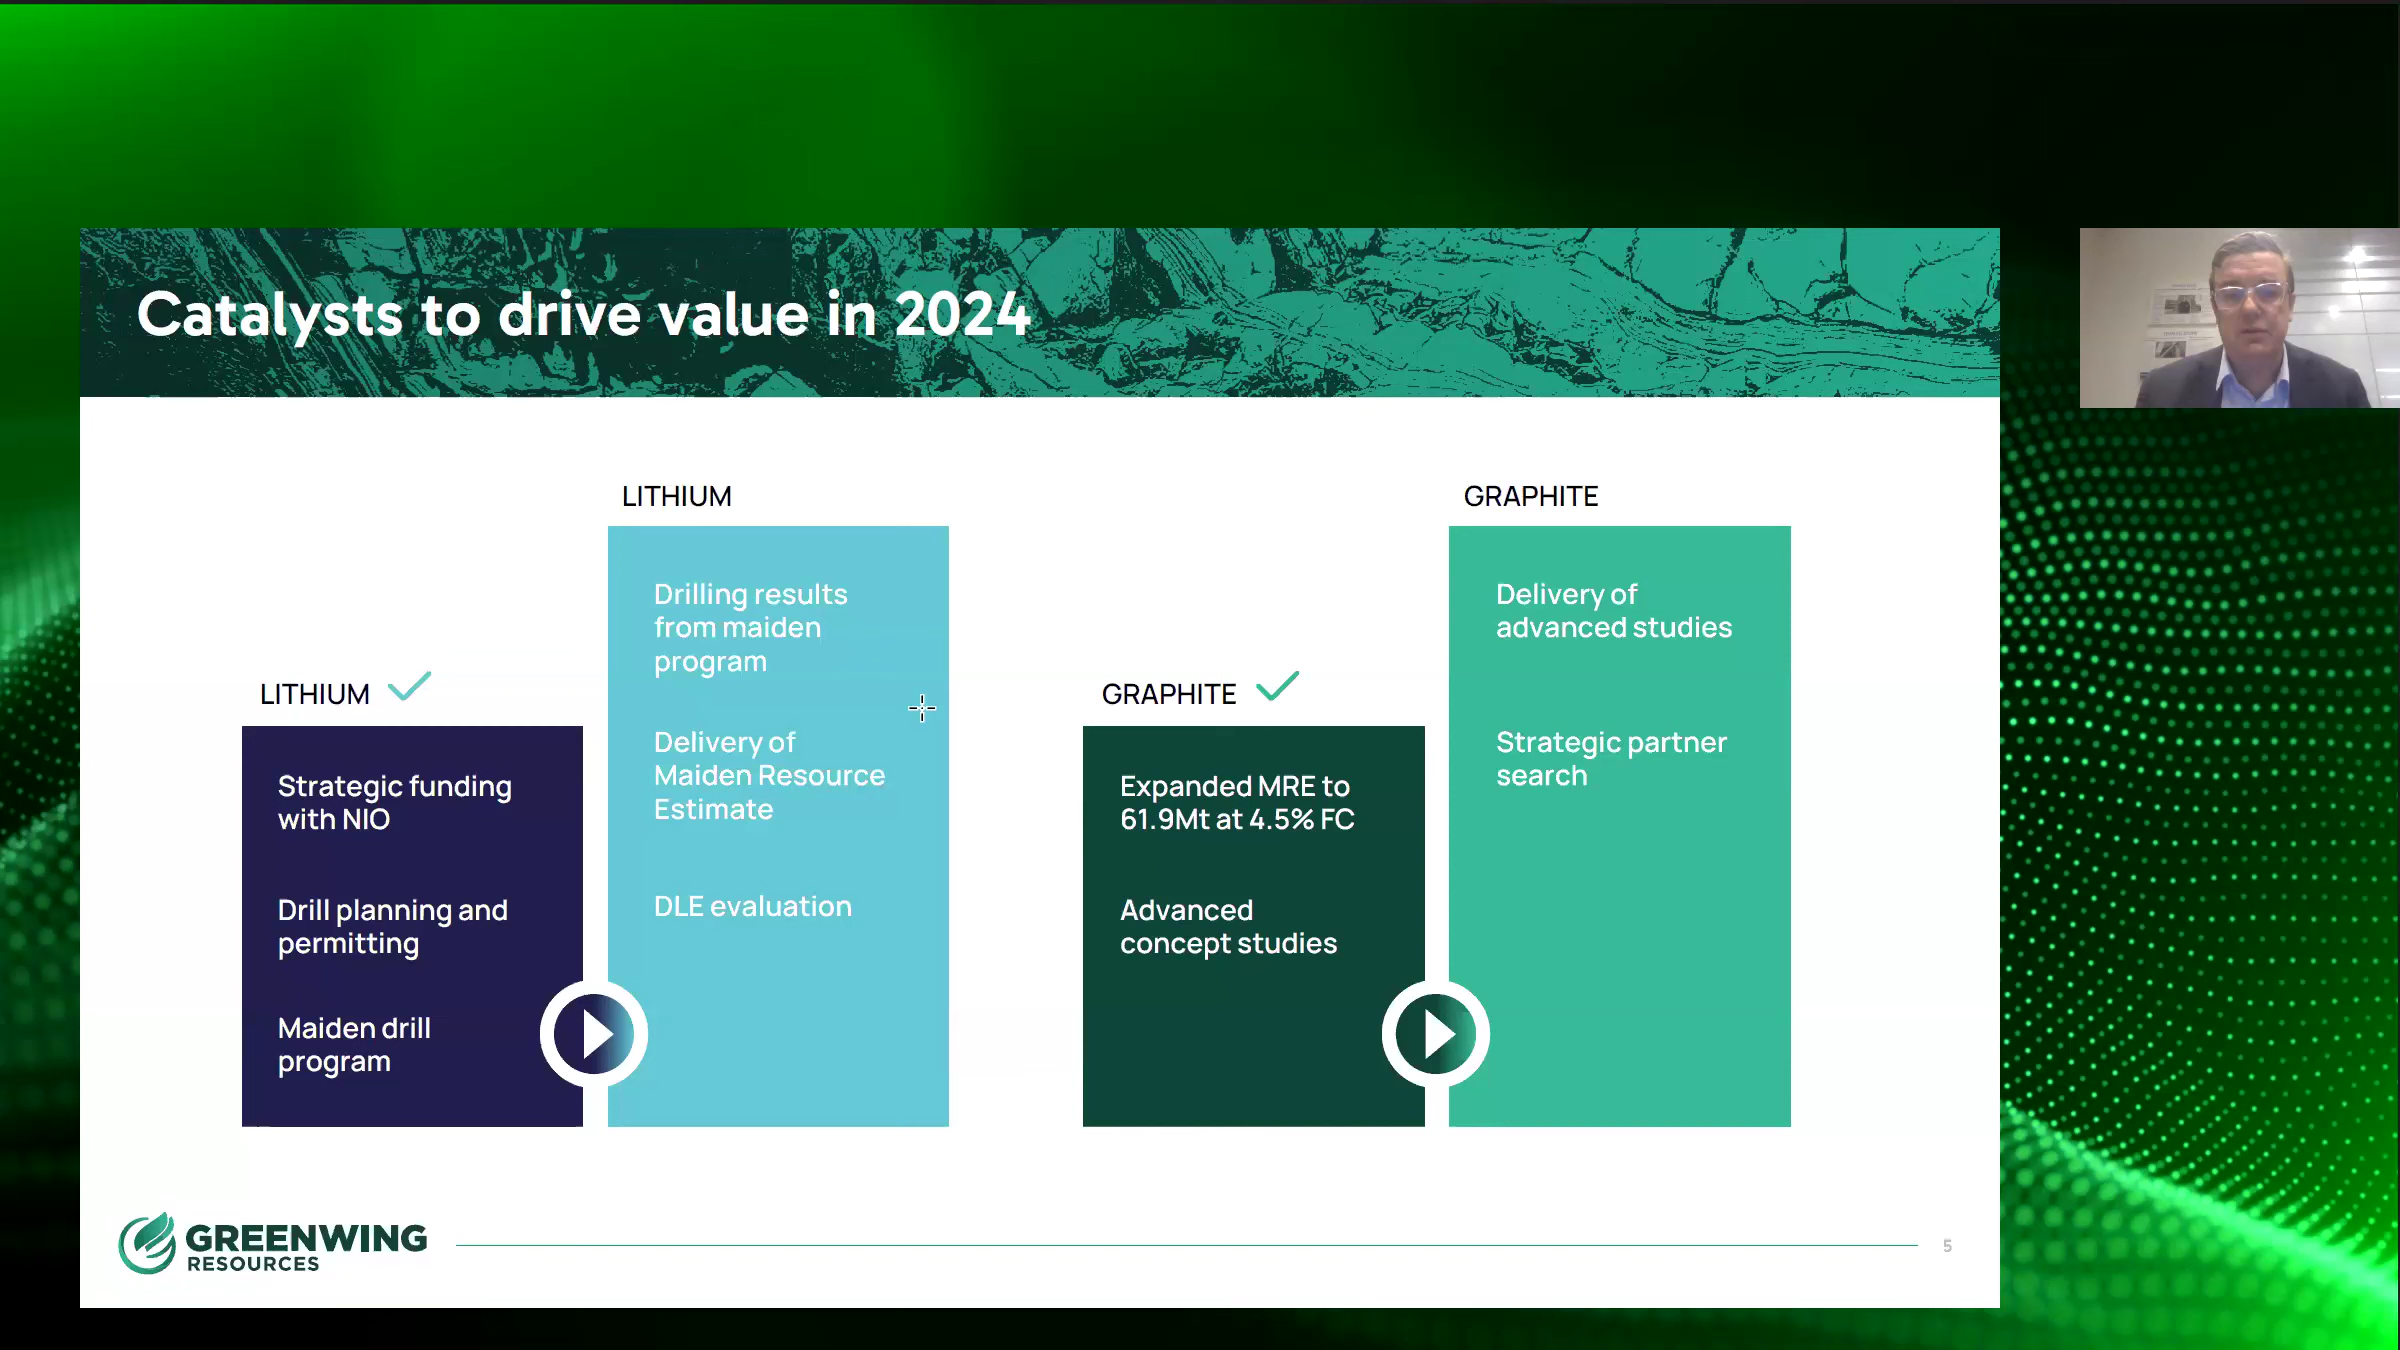 Catalysts to drive value in 2024
LITHIUM
Strategic funding
with NIO
Drill planning and
permitting
Maiden drill
program
LITHIUM
Drilling results
from maiden
program
Delivery of
Maiden Resource
Estimate
DLE evaluation
GRAPHITE
Expanded MRE to
61.9Mt at 4.5% FC
Advanced
concept studies
GRAPHITE
Delivery of
advanced studies
Strategic partner
search
GREENWING
RESOURCES
5